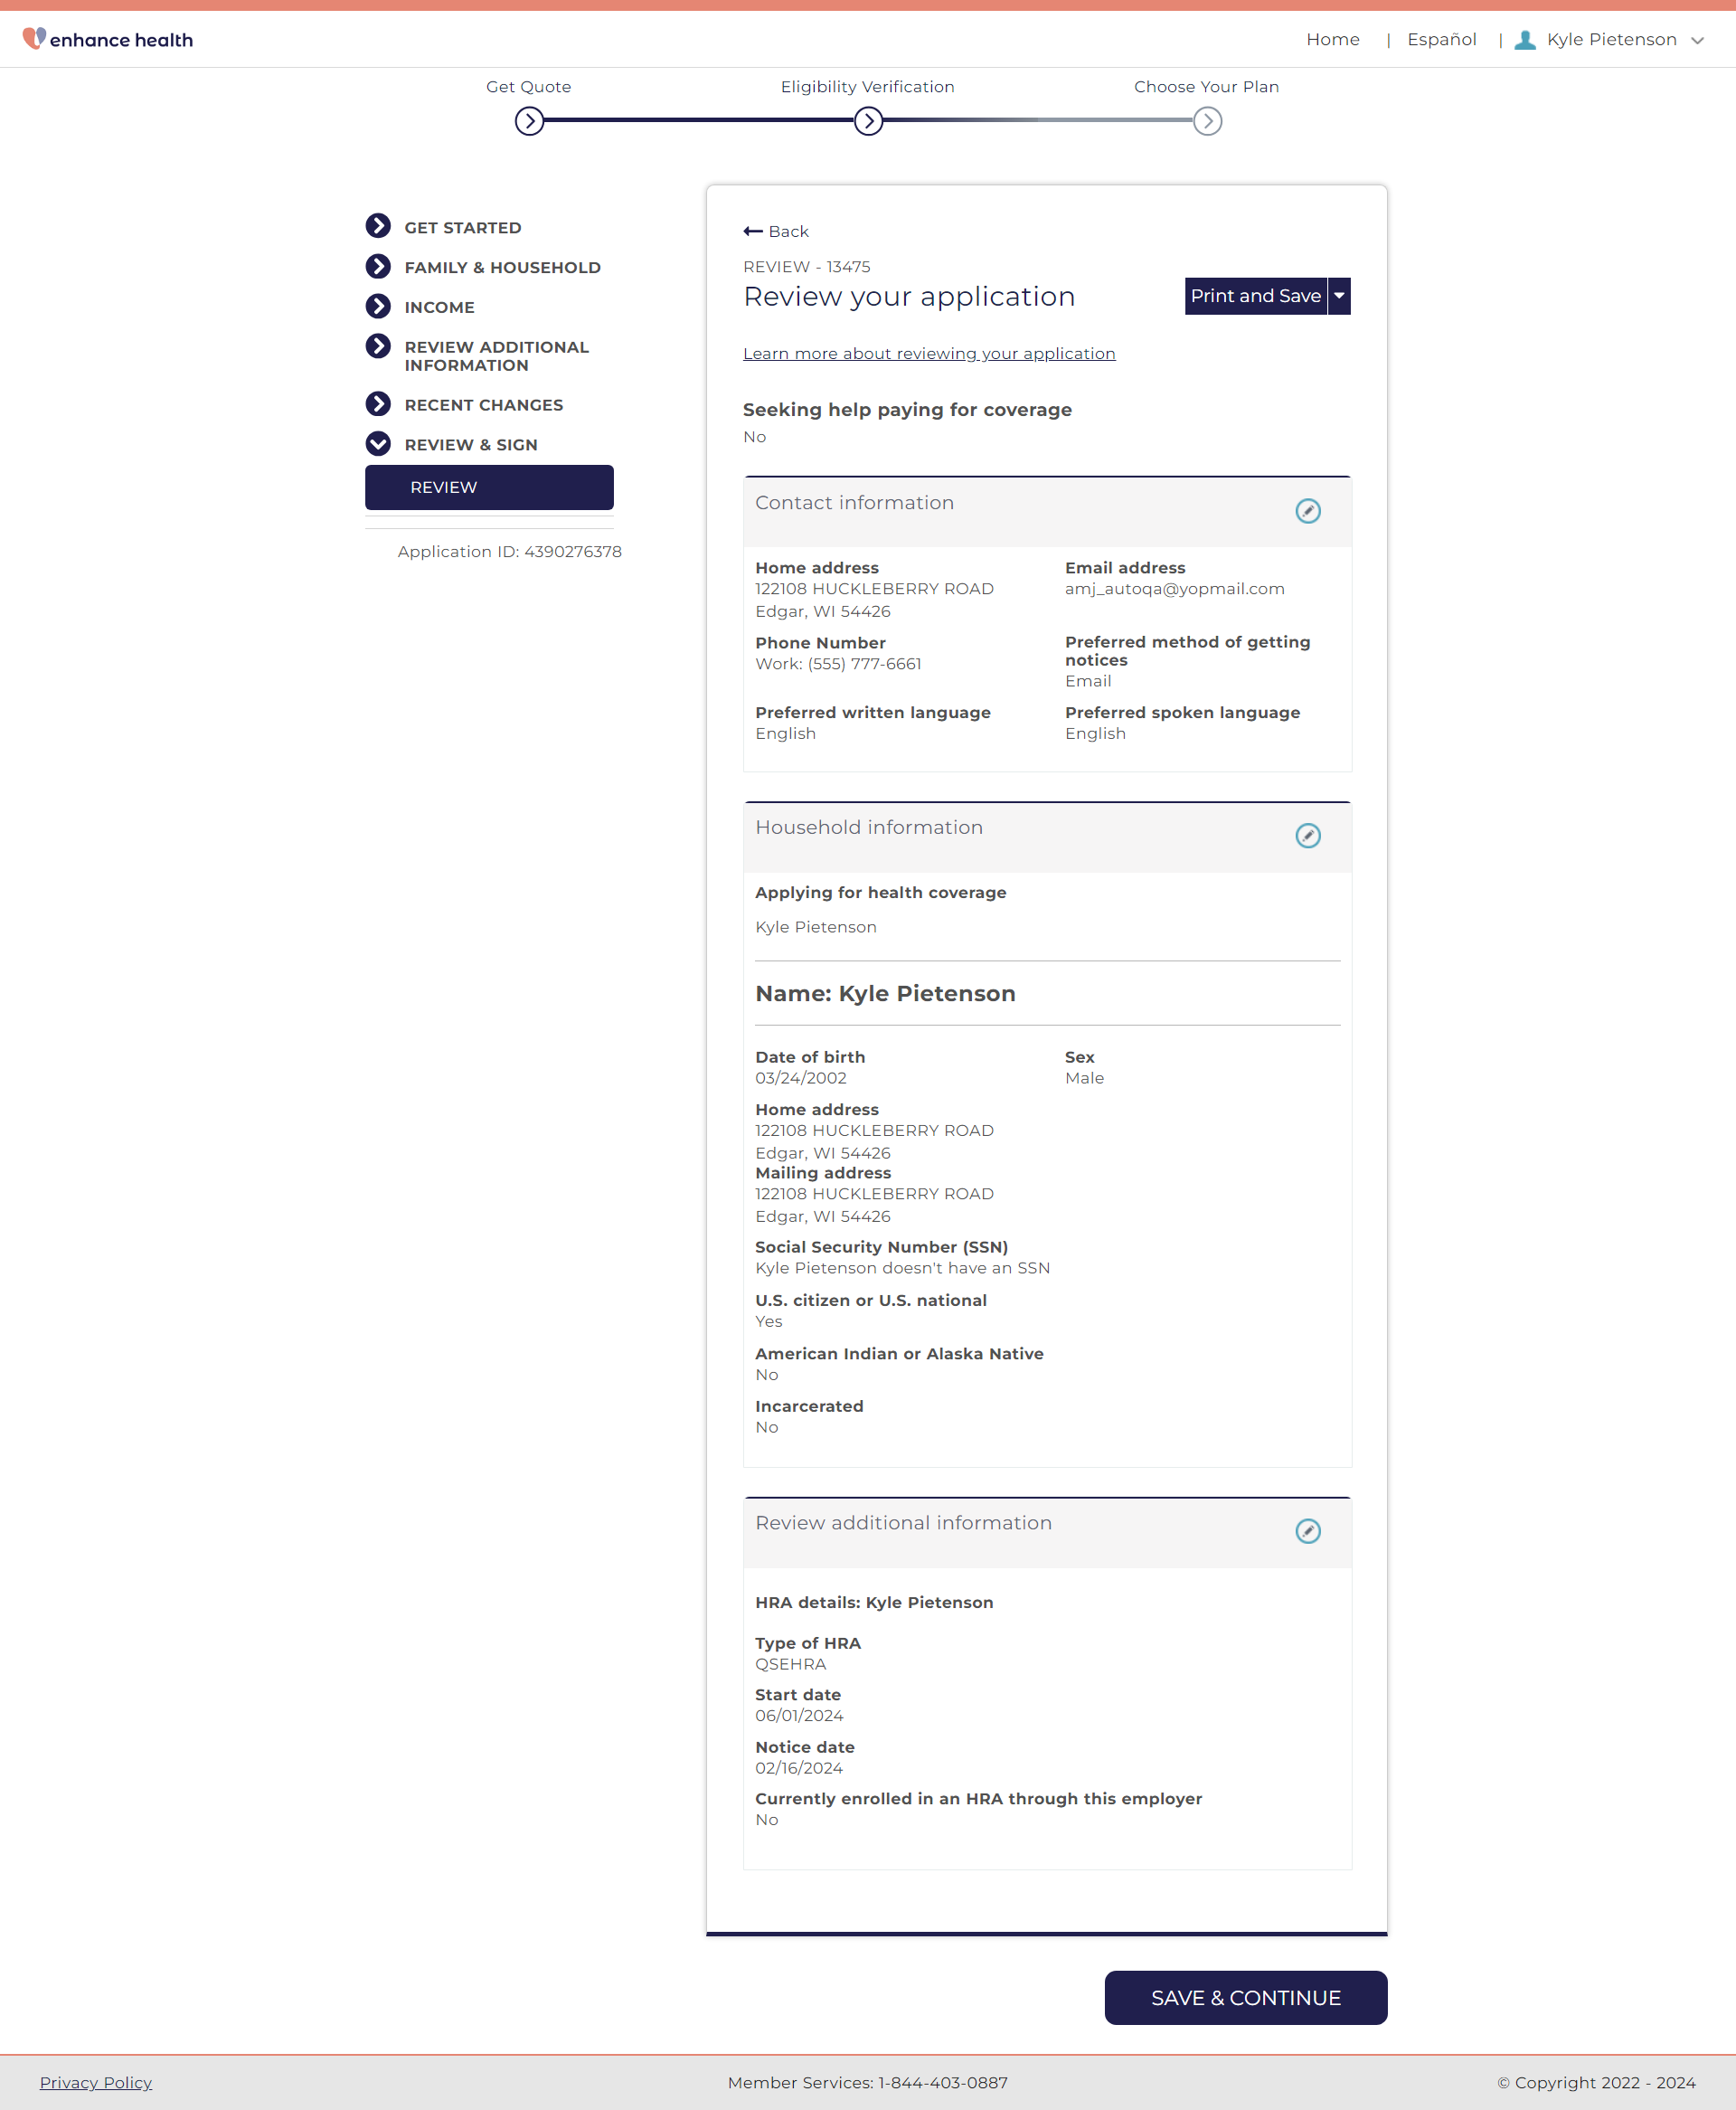 enhance health
Home | Español | Kyle Pietenson
Get Quote
Eligibility Verification
Choose Your Plan
GET STARTED
FAMILY & HOUSEHOLD
INCOME
REVIEW ADDITIONAL
INFORMATION
RECENT CHANGES
REVIEW & SIGN
REVIEW
Application ID: 4390276378
Back
REVIEW - 13475
Review your application
Print and Save
Learn more about reviewing your application
Seeking help paying for coverage
No
Contact information
Home address
122108 HUCKLEBERRY ROAD
Edgar, WI 54426
Email address
amj_autoqa@yopmail.com
Phone Number
Work: (555) 777-6661
Preferred method of getting
notices
Email
Preferred written language
English
Preferred spoken language
English
Household information
Applying for health coverage
Kyle Pietenson
Name: Kyle Pietenson
Date of birth
03/24/2002
Sex
Male
Home address
122108 HUCKLEBERRY ROAD
Edgar, WI 54426
Mailing address
122108 HUCKLEBERRY ROAD
Edgar, WI 54426
Social Security Number (SSN)
Kyle Pietenson doesn't have an SSN
U.S. citizen or U.S. national
Yes
American Indian or Alaska Native
No
Incarcerated
No
Review additional information
HRA details: Kyle Pietenson
Type of HRA
QSEHRA
Start date
06/01/2024
Notice date
02/16/2024
Currently enrolled in an HRA through this employer
No
SAVE & CONTINUE
Privacy Policy
Member Services: 1-844-403-0887
© Copyright 2022 - 2024